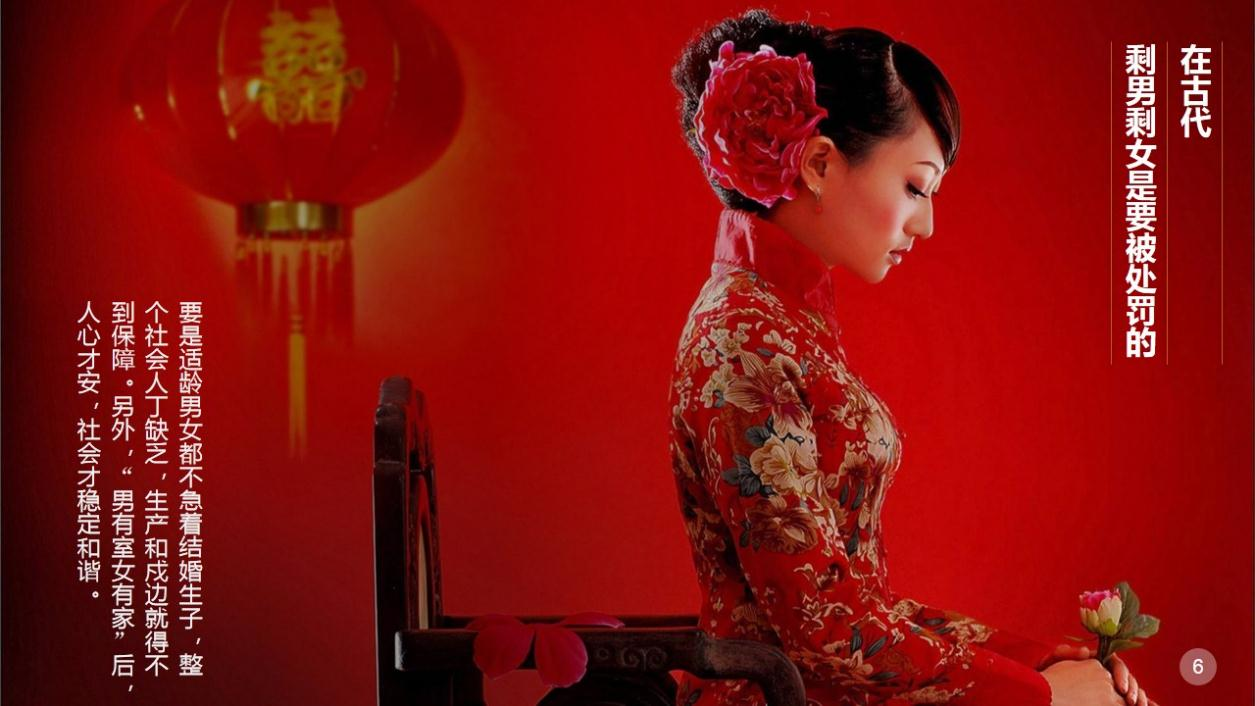 在古代
剩男剩女是要被处罚的
要是适龄男女都不急着结婚生子，整
个社会人丁缺乏，生产和戍边就得不
到保障。另外，“男有室女有家”后，
人心才安，社会才稳定和谐。
囍
6